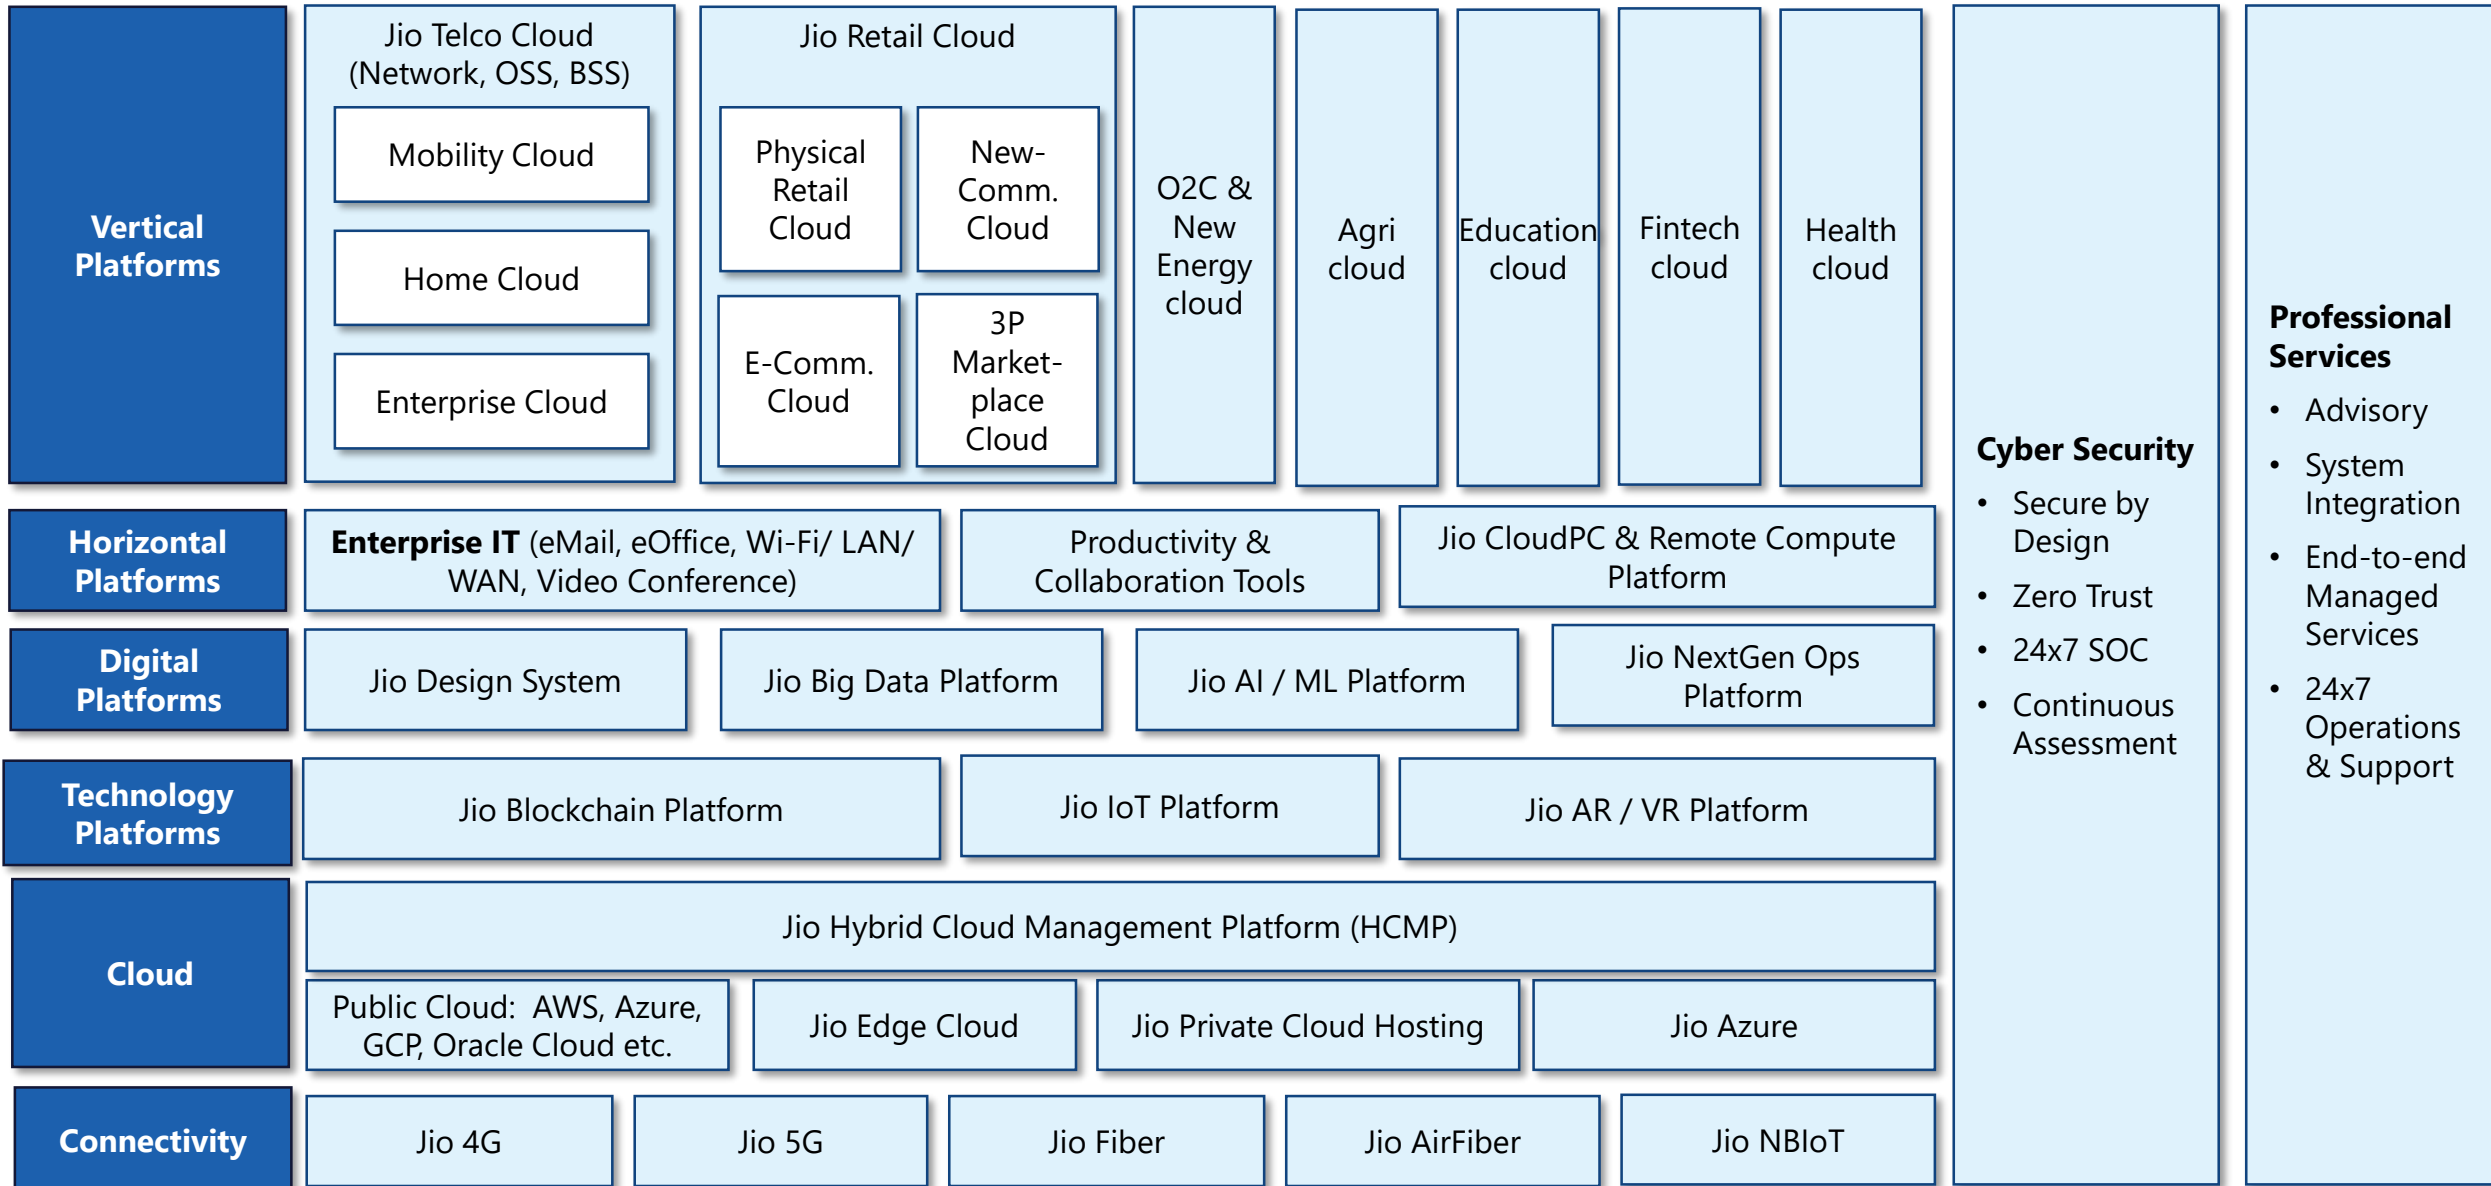 Vertical
Platforms
Jio Telco Cloud
(Network, OSS, BSS)
Mobility Cloud
Home Cloud
Enterprise Cloud
Jio Retail Cloud
Physical
Retail
Cloud
New-
Comm.
Cloud
E-Comm.
Cloud
3P
Market-
place
Cloud
O2C &
New
Energy
cloud
Agri
cloud
Education
cloud
Fintech
cloud
Health
cloud
Horizontal
Platforms
Enterprise IT (eMail, eOffice, Wi-Fi/ LAN/
WAN, Video Conference)
Productivity &
Collaboration Tools
Jio CloudPC & Remote Compute
Platform
Digital
Platforms
Jio Design System
Jio Big Data Platform
Jio AI / ML Platform
Jio NextGen Ops
Platform
Technology
Platforms
Jio Blockchain Platform
Jio IoT Platform
Jio AR / VR Platform
Cloud
Jio Hybrid Cloud Management Platform (HCMP)
Public Cloud:  AWS, Azure,
GCP, Oracle Cloud etc.
Jio Edge Cloud
Jio Private Cloud Hosting
Jio Azure
Connectivity
Jio 4G
Jio 5G
Jio Fiber
Jio AirFiber
Jio NBIoT
Cyber Security
• Secure by
Design
• Zero Trust
• 24x7 SOC
• Continuous
Assessment
Professional
Services
• Advisory
• System
Integration
• End-to-end
Managed
Services
• 24x7
Operations
& Support